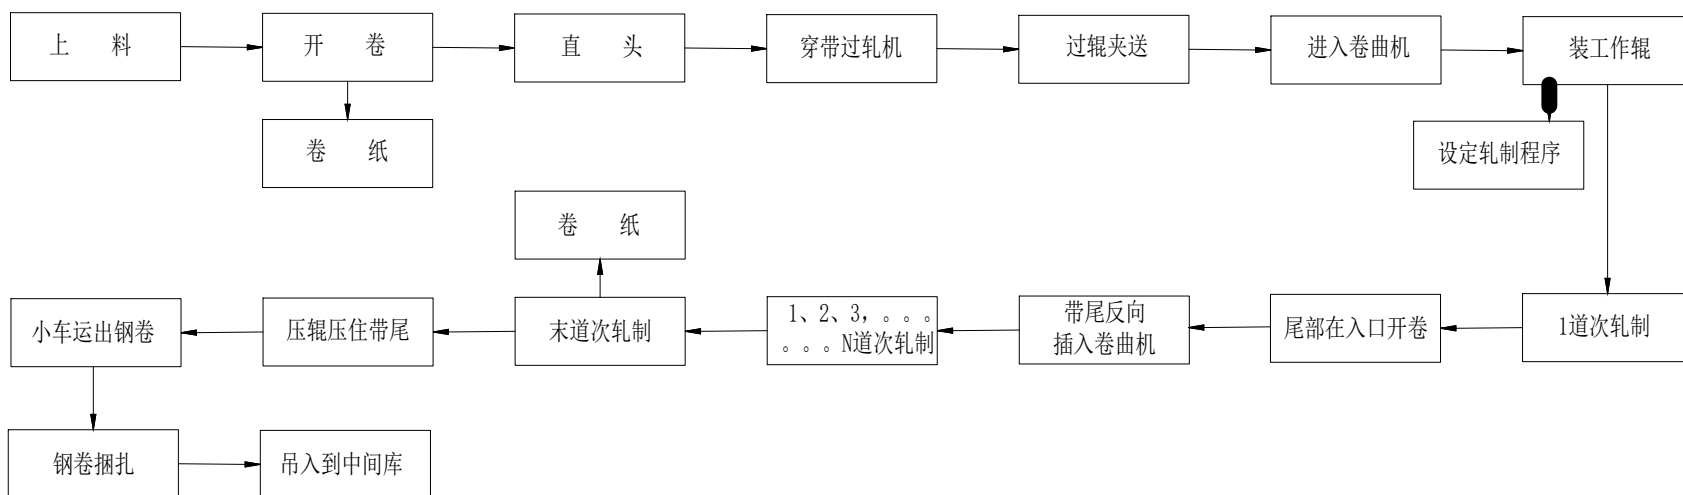 上 料
开 卷
直 头
穿带过轧机
过辊夹送
进入卷曲机
装工作辊
卷 纸
设定轧制程序
卷 纸
小车运出钢卷
压辊压住带尾
末道次轧制
1、2、3，。。。
。。。N道次轧制
带尾反向
插入卷曲机
尾部在入口开卷
1道次轧制
钢卷捆扎
吊入到中间库